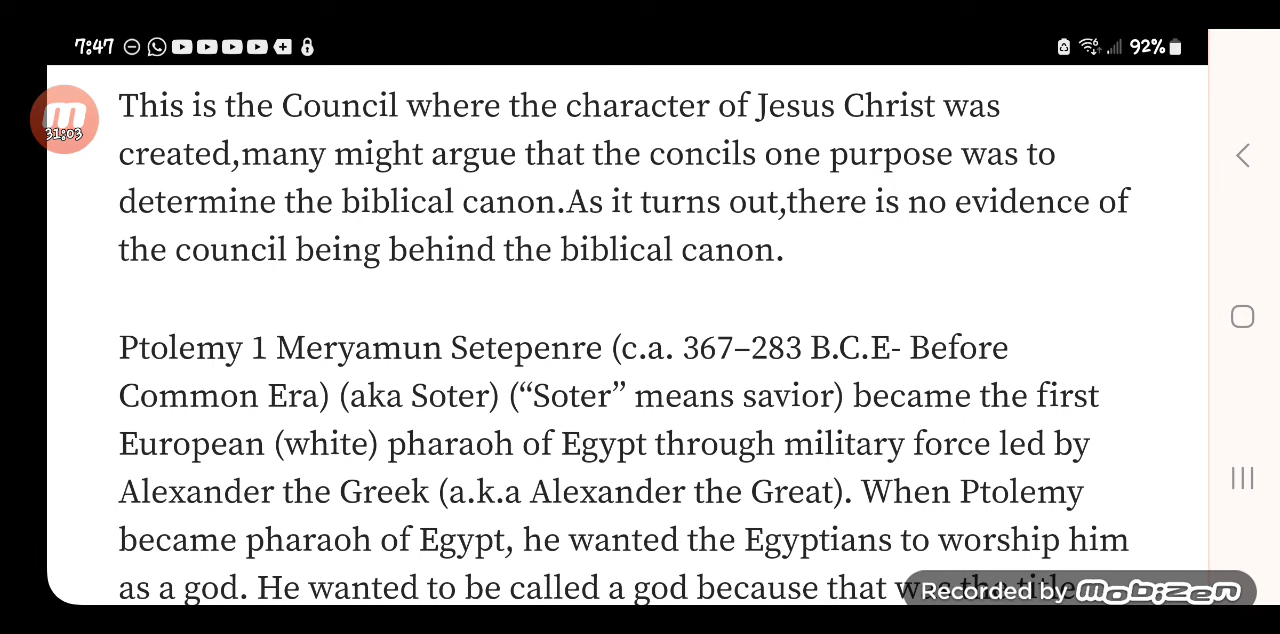 7:47
92%
31:03
This is the Council where the character of Jesus Christ was
created,many might argue that the concils one purpose was to
determine the biblical canon.As it turns out,there is no evidence of
the council being behind the biblical canon.
Ptolemy 1 Meryamun Setepenre (c.a. 367–283 B.C.E- Before
Common Era) (aka Soter) (“Soter” means savior) became the first
European (white) pharaoh of Egypt through military force led by
Alexander the Greek (a.k.a Alexander the Great). When Ptolemy
became pharaoh of Egypt, he wanted the Egyptians to worship him
as a god. He wanted to be called a god because that was the title
Recorded by mobizen